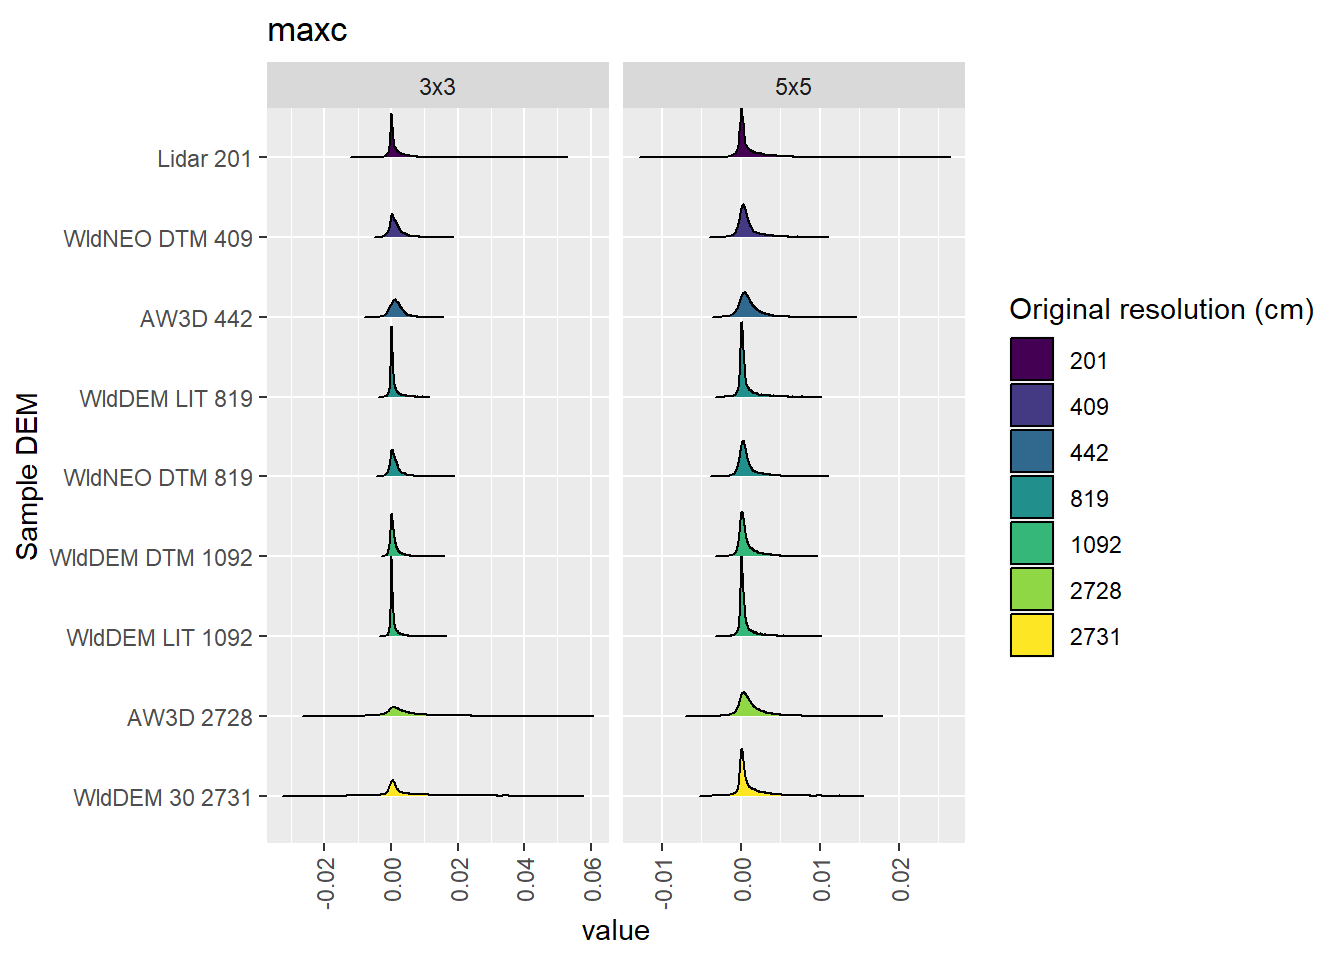 maxc
3x3
5x5
Lidar 201
WldNEO DTM 409
AW3D 442
WldDEM LIT 819
WldNEO DTM 819
WldDEM DTM 1092
WldDEM LIT 1092
AW3D 2728
WldDEM 30 2731
Sample DEM
-0.02
0.00
0.02
0.04
0.06
-0.01
0.00
0.01
0.02
value
Original resolution (cm)
201
409
442
819
1092
2728
2731